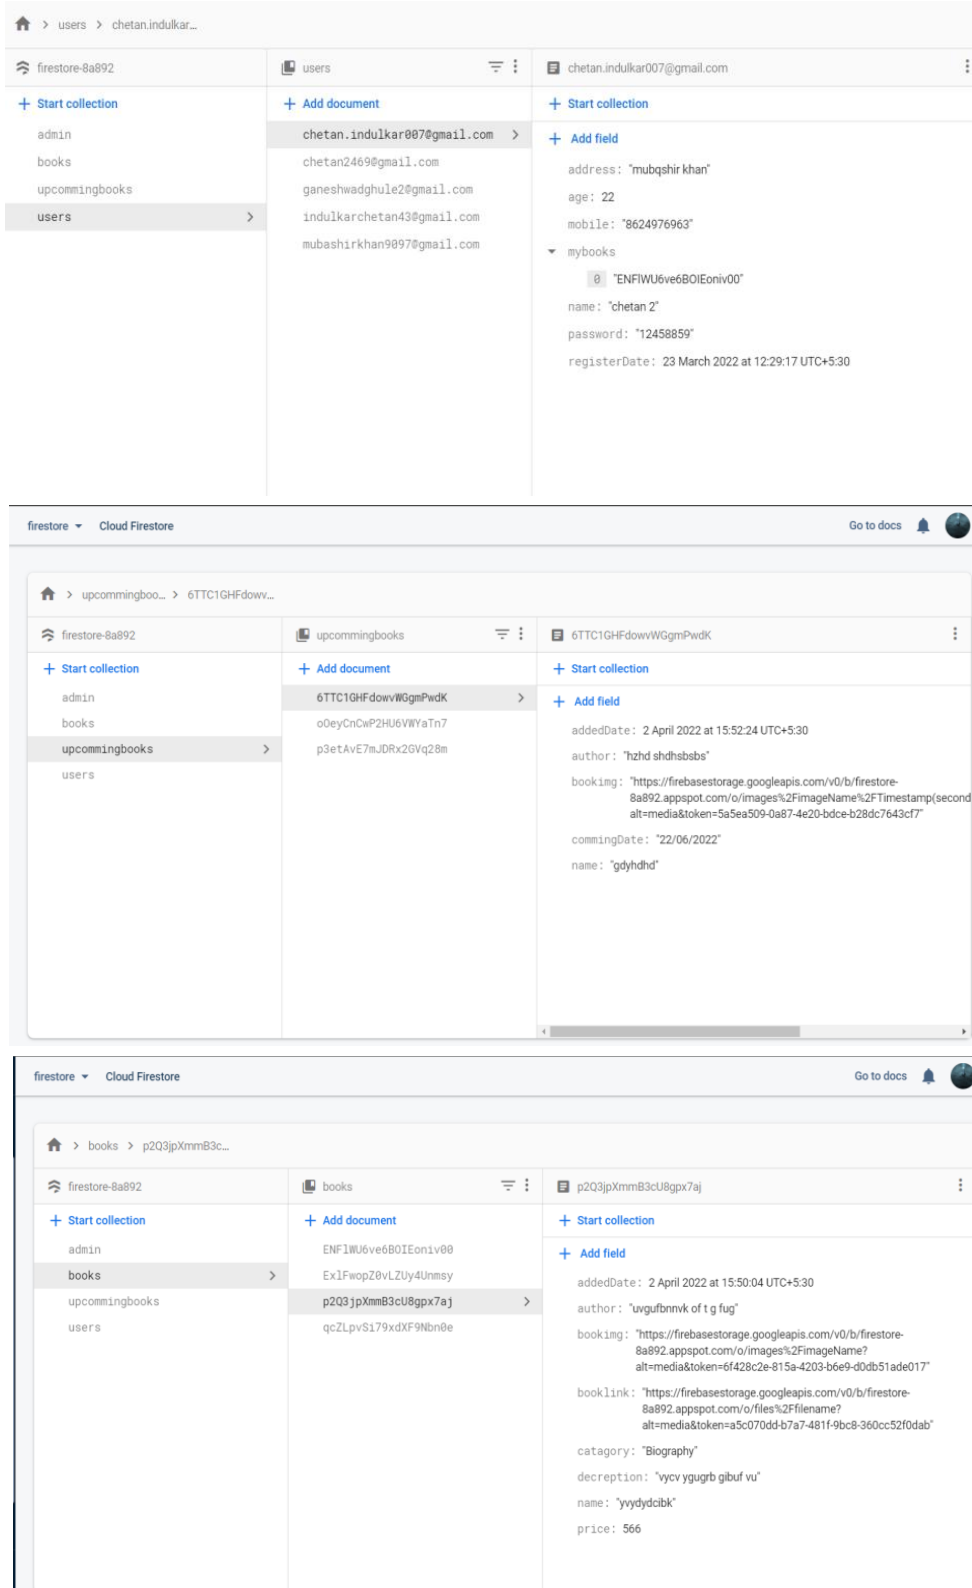 users > chetan.indulkar...
firestore-8a892
users
chetan.indulkar007@gmail.com
+ Start collection
+ Add document
+ Start collection
admin
books
upcommingbooks
users
chetan.indulkar007@gmail.com
chetan2469@gmail.com
ganeshwadghule2@gmail.com
indulkarchetan43@gmail.com
mubashirkhan9097@gmail.com
+ Add field
address: "mubqshir khan"
age: 22
mobile: "8624976963"
mybooks
0 "ENFlWU6ve6BOIEoniv00"
name: "chetan 2"
password: "12458859"
registerDate: 23 March 2022 at 12:29:17 UTC+5:30
firestore Cloud Firestore
Go to docs
upcommingboo... > 6TTC1GHFdowv...
firestore-8a892
upcommingbooks
6TTC1GHFdowvWGgmPwdK
+ Start collection
+ Add document
+ Start collection
admin
books
upcommingbooks
users
6TTC1GHFdowvWGgmPwdK
oOeyCnCwP2HU6VWYaTn7
p3etAvE7mJDRx2GVq28m
+ Add field
addedDate: 2 April 2022 at 15:52:24 UTC+5:30
author: "hzhd shdhsbsbs"
bookimg: "https://firebasestorage.googleapis.com/v0/b/firestore-
8a892.appspot.com/o/images%2FimageName%2FTimestamp(second
alt=media&token=5a5ea509-0a87-4e20-bdce-b28dc7643cf7"
commingDate: "22/06/2022"
name: "gdyhdhd"
firestore Cloud Firestore
Go to docs
books > p2Q3jpXmmB3c...
firestore-8a892
books
p2Q3jpXmmB3cU8gpx7aj
+ Start collection
+ Add document
+ Start collection
admin
books
upcommingbooks
users
ENFlWU6ve6BOIEoniv00
ExlFwopZ0vLZUy4Unmsy
p2Q3jpXmmB3cU8gpx7aj
qcZLpvSi79xdXF9Nbn0e
+ Add field
addedDate: 2 April 2022 at 15:50:04 UTC+5:30
author: "uvgufbnnvk of t g fug"
bookimg: "https://firebasestorage.googleapis.com/v0/b/firestore-
8a892.appspot.com/o/images%2FimageName?
alt=media&token=6f428c2e-815a-4203-b6e9-d0db51ade017"
booklink: "https://firebasestorage.googleapis.com/v0/b/firestore-
8a892.appspot.com/o/files%2Ffilename?
alt=media&token=a5c070dd-b7a7-481f-9bc8-360cc52f0dab"
catagory: "Biography"
decreption: "vycv ygugrb gibuf vu"
name: "yvydydcibk"
price: 566